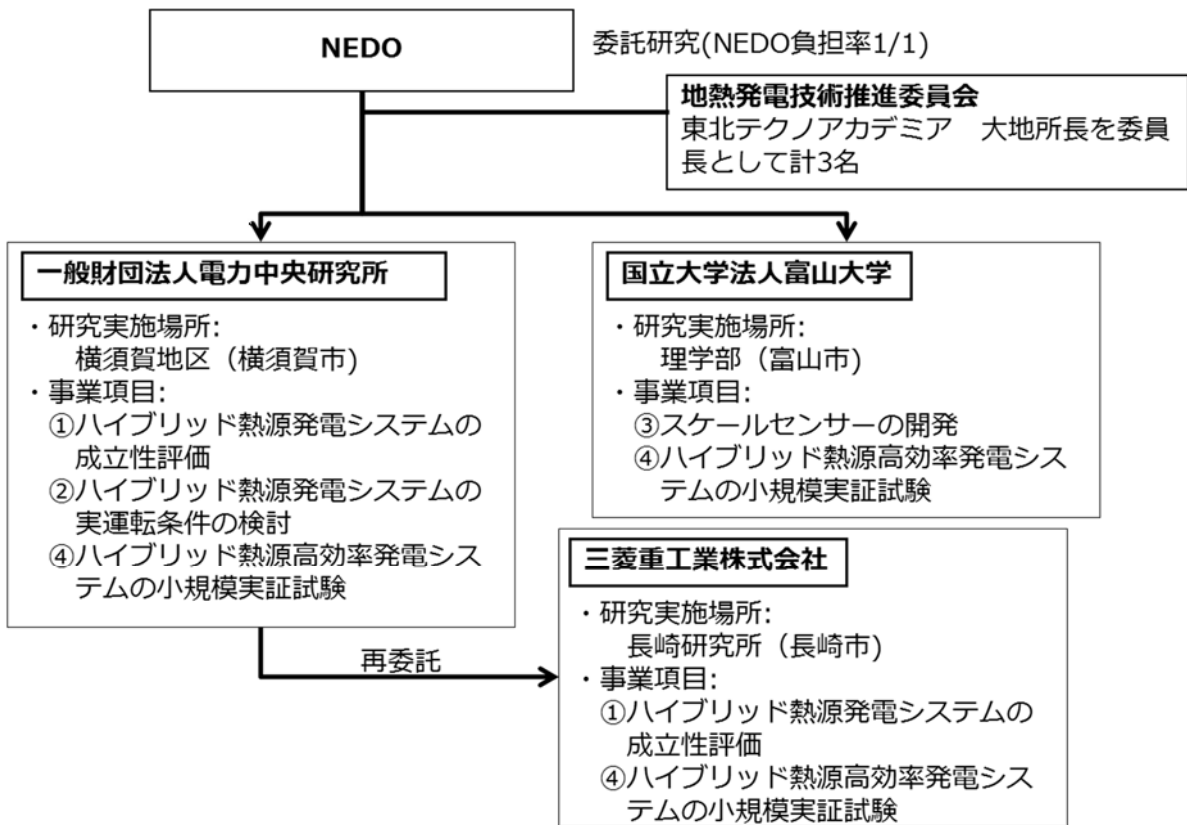 NEDO
委託研究(NEDO負担率1/1)
地熱発電技術推進委員会
東北テクノアカデミア　大地所長を委員
長として計3名
一般財団法人電力中央研究所
・研究実施場所:
横須賀地区（横須賀市）
・事業項目:
①ハイブリッド熱源発電システムの
成立性評価
②ハイブリッド熱源発電システムの
実運転条件の検討
④ハイブリッド熱源高効率発電シス
テムの小規模実証試験
国立大学法人富山大学
・研究実施場所:
理学部（富山市）
・事業項目:
③スケールセンサーの開発
④ハイブリッド熱源高効率発電シス
テムの小規模実証試験
再委託
三菱重工業株式会社
・研究実施場所:
長崎研究所（長崎市）
・事業項目:
①ハイブリッド熱源発電システムの
成立性評価
④ハイブリッド熱源高効率発電シス
テムの小規模実証試験